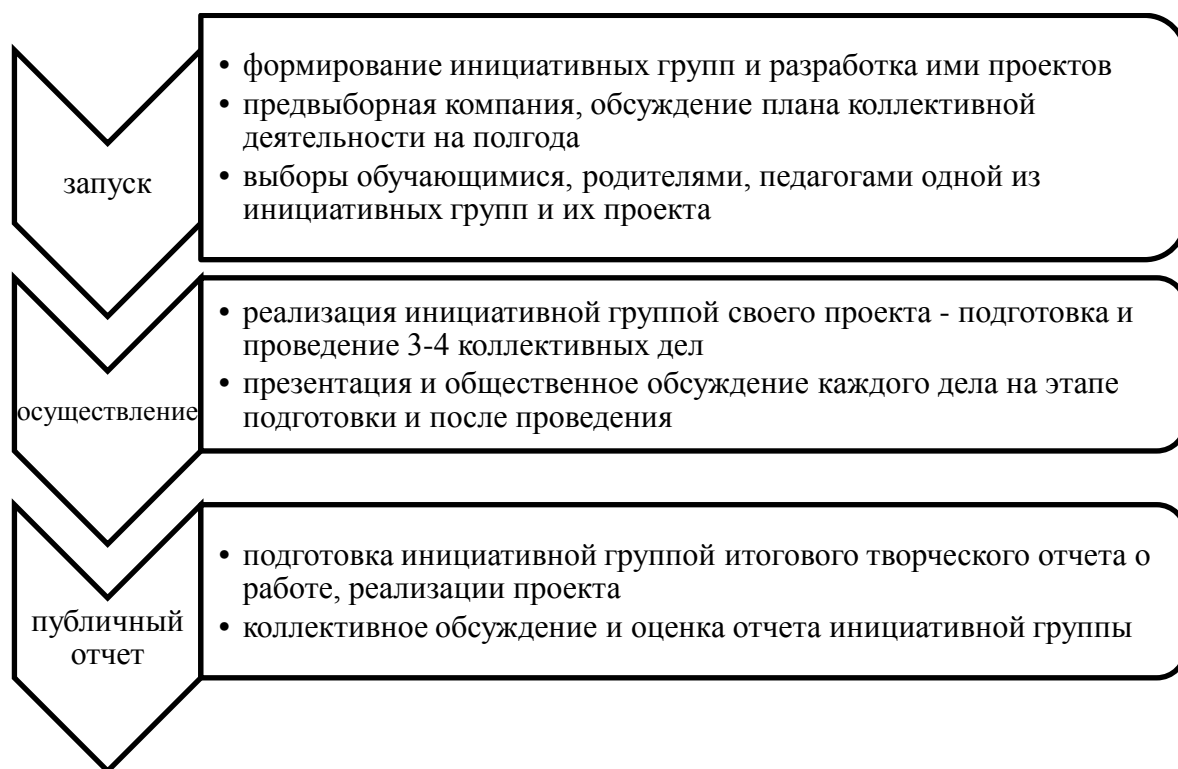 запуск
• формирование инициативных групп и разработка ими проектов
• предвыборная компания, обсуждение плана коллективной
деятельности на полгода
• выборы обучающимися, родителями, педагогами одной из
инициативных групп и их проекта
осуществление
• реализация инициативной группой своего проекта - подготовка и
проведение 3-4 коллективных дел
• презентация и общественное обсуждение каждого дела на этапе
подготовки и после проведения
публичный
отчет
• подготовка инициативной группой итогового творческого отчета о
работе, реализации проекта
• коллективное обсуждение и оценка отчета инициативной группы